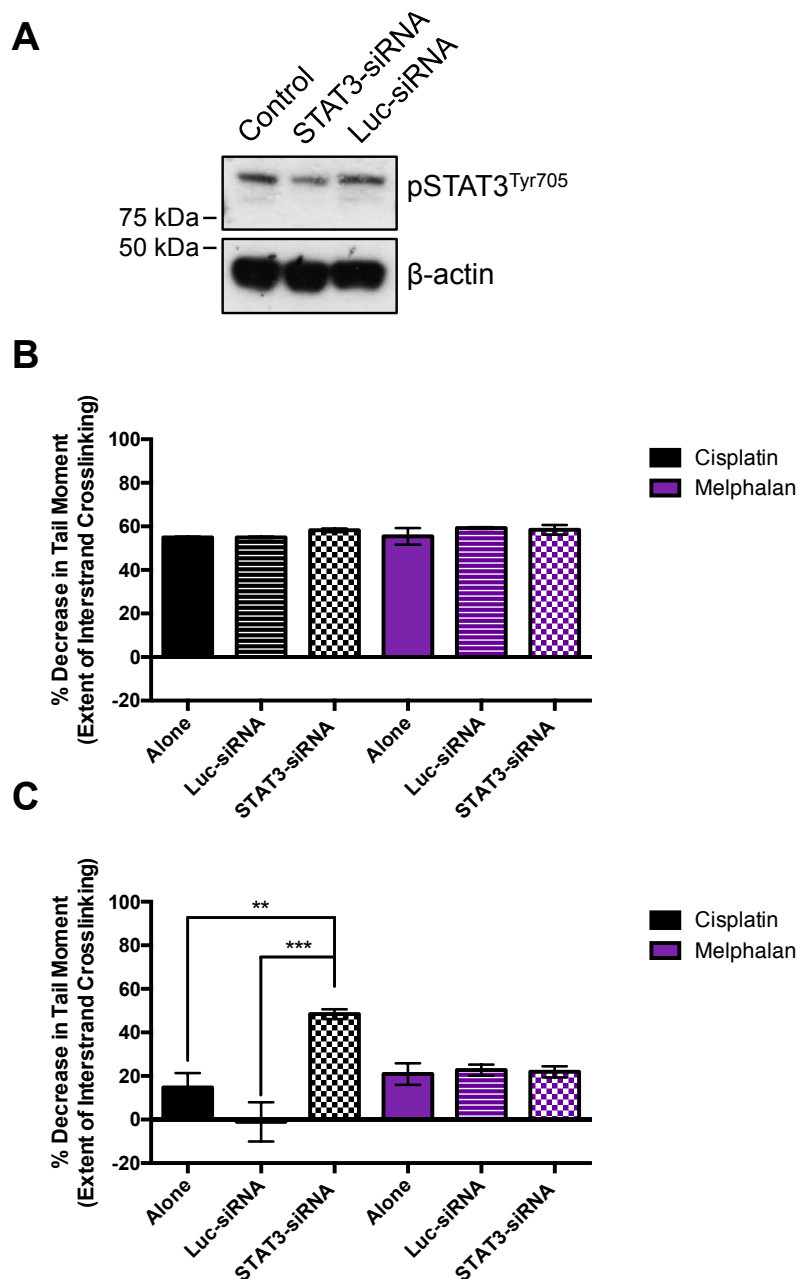 A
Control
STAT3-siRNA
Luc-siRNA
pSTAT3Tyr705
75 kDa
50 kDa
β-actin
B
% Decrease in Tail Moment
(Extent of Interstrand Crosslinking)
100
80
60
40
20
0
-20
Alone
Luc-siRNA
STAT3-siRNA
Alone
Luc-siRNA
STAT3-siRNA
Cisplatin
Melphalan
C
% Decrease in Tail Moment
(Extent of Interstrand Crosslinking)
100
80
60
40
20
0
-20
**
***
Alone
Luc-siRNA
STAT3-siRNA
Alone
Luc-siRNA
STAT3-siRNA
Cisplatin
Melphalan